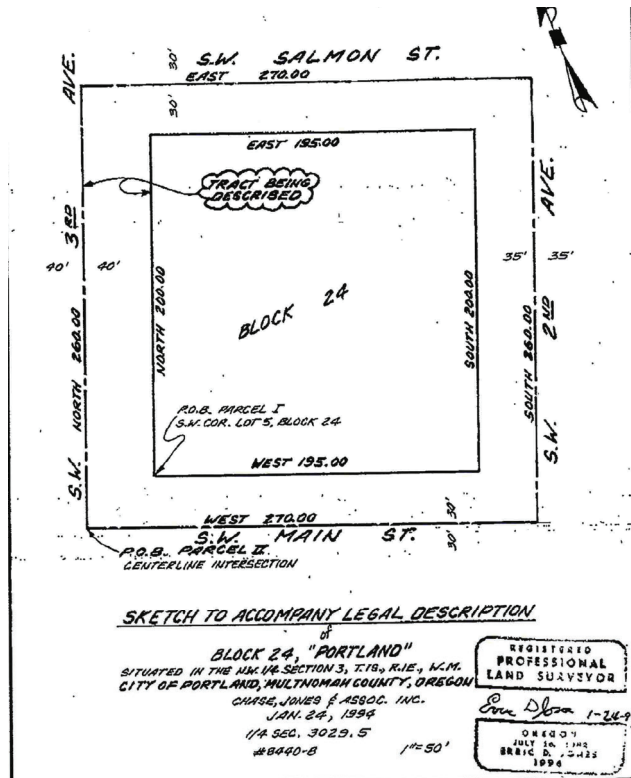 S.W. SALMON ST.
30'
EAST 270.00
30'
AVE.
EAST 195.00
TRACT BEING
DESCRIBED
3RD
40' 40'
NORTH 260.00
S.W.
NORTH 200.00
BLOCK 24
SOUTH 200.00
AVE.
35' 35'
2ND
SOUTH 260.00
S.W.
P.O.B. PARCEL I
S.W. COR. LOT 5, BLOCK 24
WEST 195.00
30'
WEST 270.00
S.W. MAIN ST.
30'
P.O.B. PARCEL II
CENTERLINE INTERSECTION
SKETCH TO ACCOMPANY LEGAL DESCRIPTION
of
BLOCK 24, "PORTLAND"
SITUATED IN THE N.W. 1/4 SECTION 3, T.1S., R.1E., W.M.
CITY OF PORTLAND, MULTNOMAH COUNTY, OREGON
CHASE, JONES & ASSOC. INC.
JAN. 24, 1994
1/4 SEC. 3029.5
#8440-B 1"=50'
REGISTERED
PROFESSIONAL
LAND SURVEYOR
1-24-9
OREGON
JULY
1994